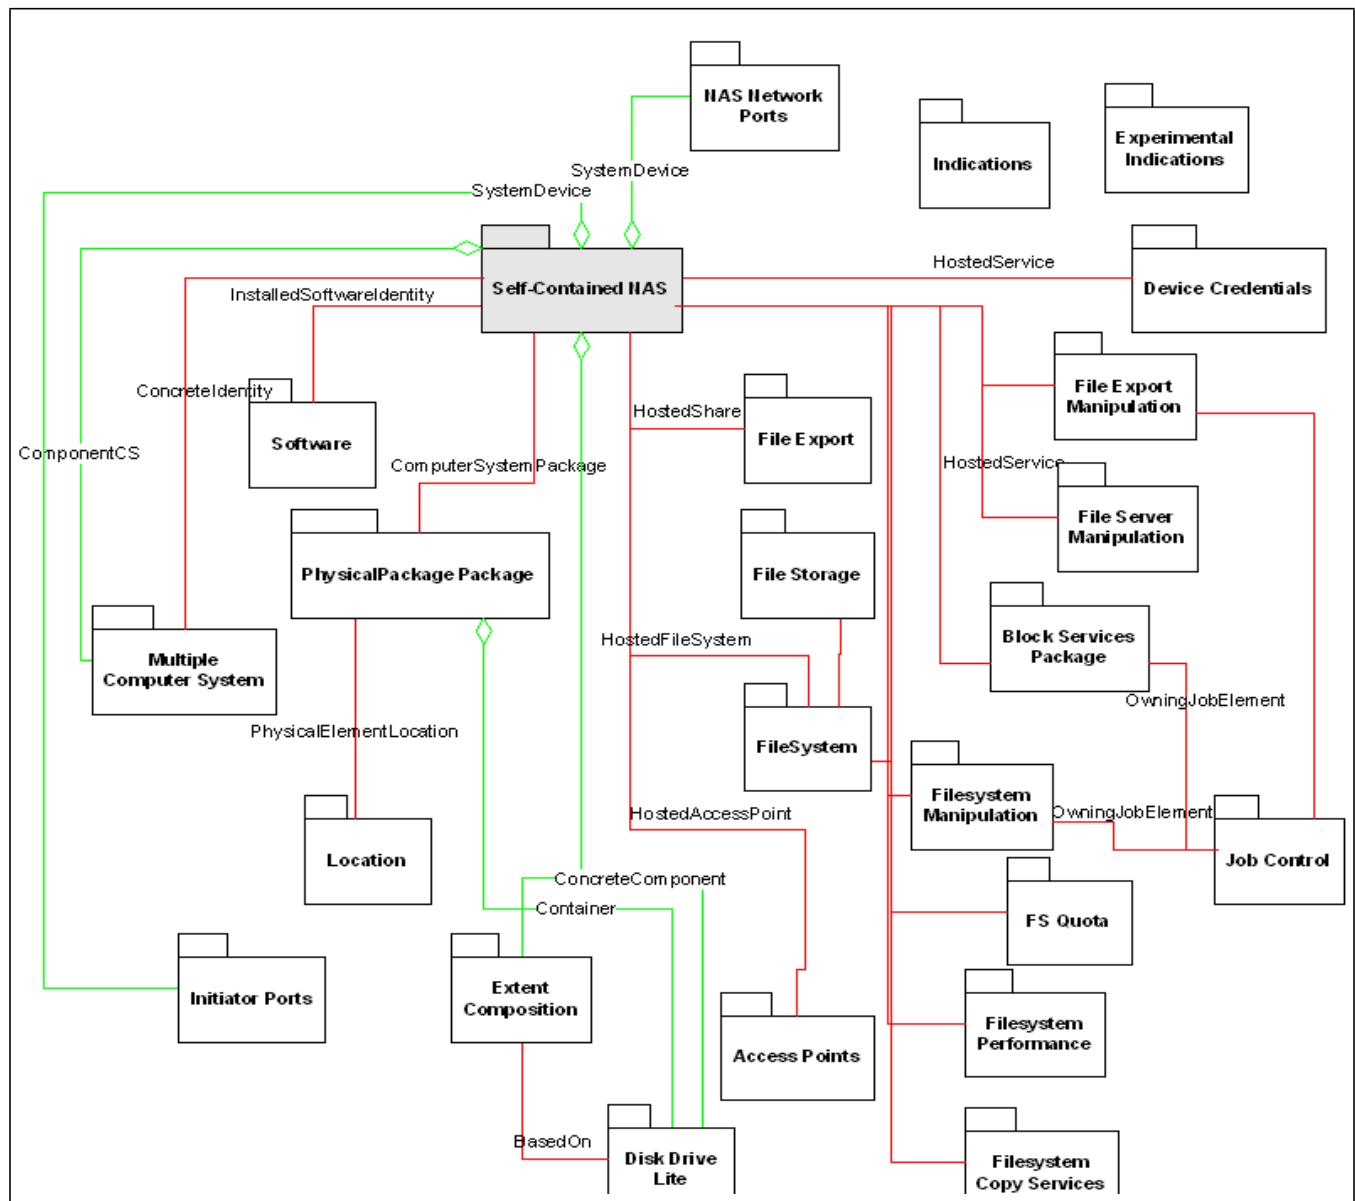 NAS Network
Ports
Indications
Experimental
Indications
SystemDevice
SystemDevice
Self-Contained NAS
HostedService
Device Credentials
InstalledSoftwareIdentity
ConcreteIdentity
Software
HostedShare
File Export
File Export
Manipulation
ComponentCS
ComputerSystemPackage
HostedService
File Server
Manipulation
PhysicalPackage Package
File Storage
Multiple
Computer System
HostedFileSystem
Block Services
Package
OwningJobElement
PhysicalElementLocation
FileSystem
Filesystem
Manipulation
OwningJobElement
HostedAccessPoint
Location
Job Control
ConcreteComponent
Container
FS Quota
Initiator Ports
Extent
Composition
Access Points
Filesystem
Performance
BasedOn
Disk Drive
Lite
Filesystem
Copy Services